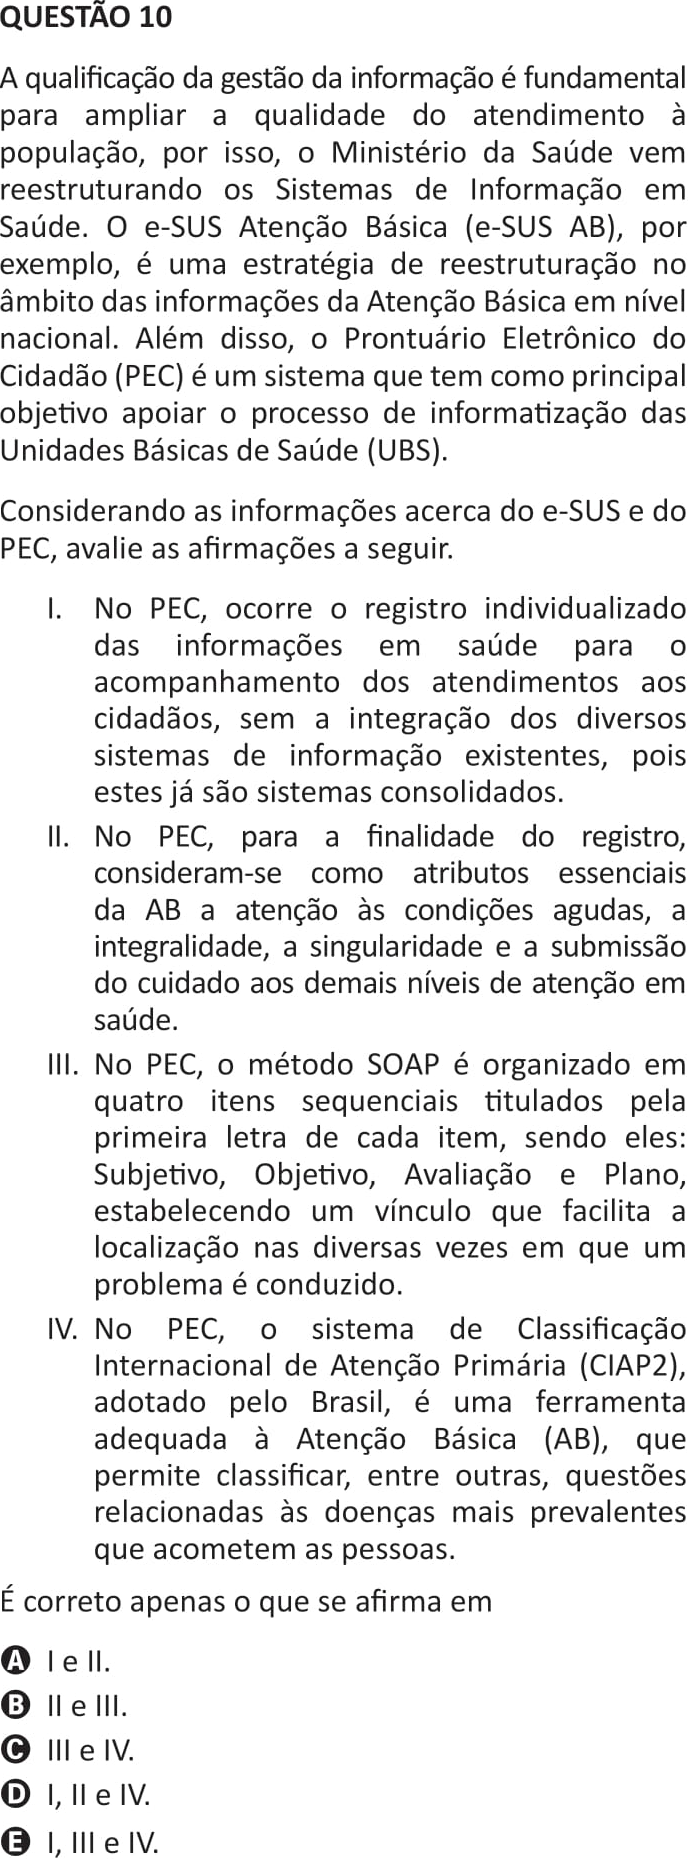 QUESTÃO 10
A qualificação da gestão da informação é fundamental
para ampliar a qualidade do atendimento à
população, por isso, o Ministério da Saúde vem
reestruturando os Sistemas de Informação em
Saúde. O e-SUS Atenção Básica (e-SUS AB), por
exemplo, é uma estratégia de reestruturação no
âmbito das informações da Atenção Básica em nível
nacional. Além disso, o Prontuário Eletrônico do
Cidadão (PEC) é um sistema que tem como principal
objetivo apoiar o processo de informatização das
Unidades Básicas de Saúde (UBS).
Considerando as informações acerca do e-SUS e do
PEC, avalie as afirmações a seguir.
I. No PEC, ocorre o registro individualizado
das informações em saúde para o
acompanhamento dos atendimentos aos
cidadãos, sem a integração dos diversos
sistemas de informação existentes, pois
estes já são sistemas consolidados.
II. No PEC, para a finalidade do registro,
consideram-se como atributos essenciais
da AB a atenção às condições agudas, a
integralidade, a singularidade e a submissão
do cuidado aos demais níveis de atenção em
saúde.
III. No PEC, o método SOAP é organizado em
quatro itens sequenciais titulados pela
primeira letra de cada item, sendo eles:
Subjetivo, Objetivo, Avaliação e Plano,
estabelecendo um vínculo que facilita a
localização nas diversas vezes em que um
problema é conduzido.
IV. No PEC, o sistema de Classificação
Internacional de Atenção Primária (CIAP2),
adotado pelo Brasil, é uma ferramenta
adequada à Atenção Básica (AB), que
permite classificar, entre outras, questões
relacionadas às doenças mais prevalentes
que acometem as pessoas.
É correto apenas o que se afirma em
A I e II.
B II e III.
C III e IV.
D I, II e IV.
E I, III e IV.